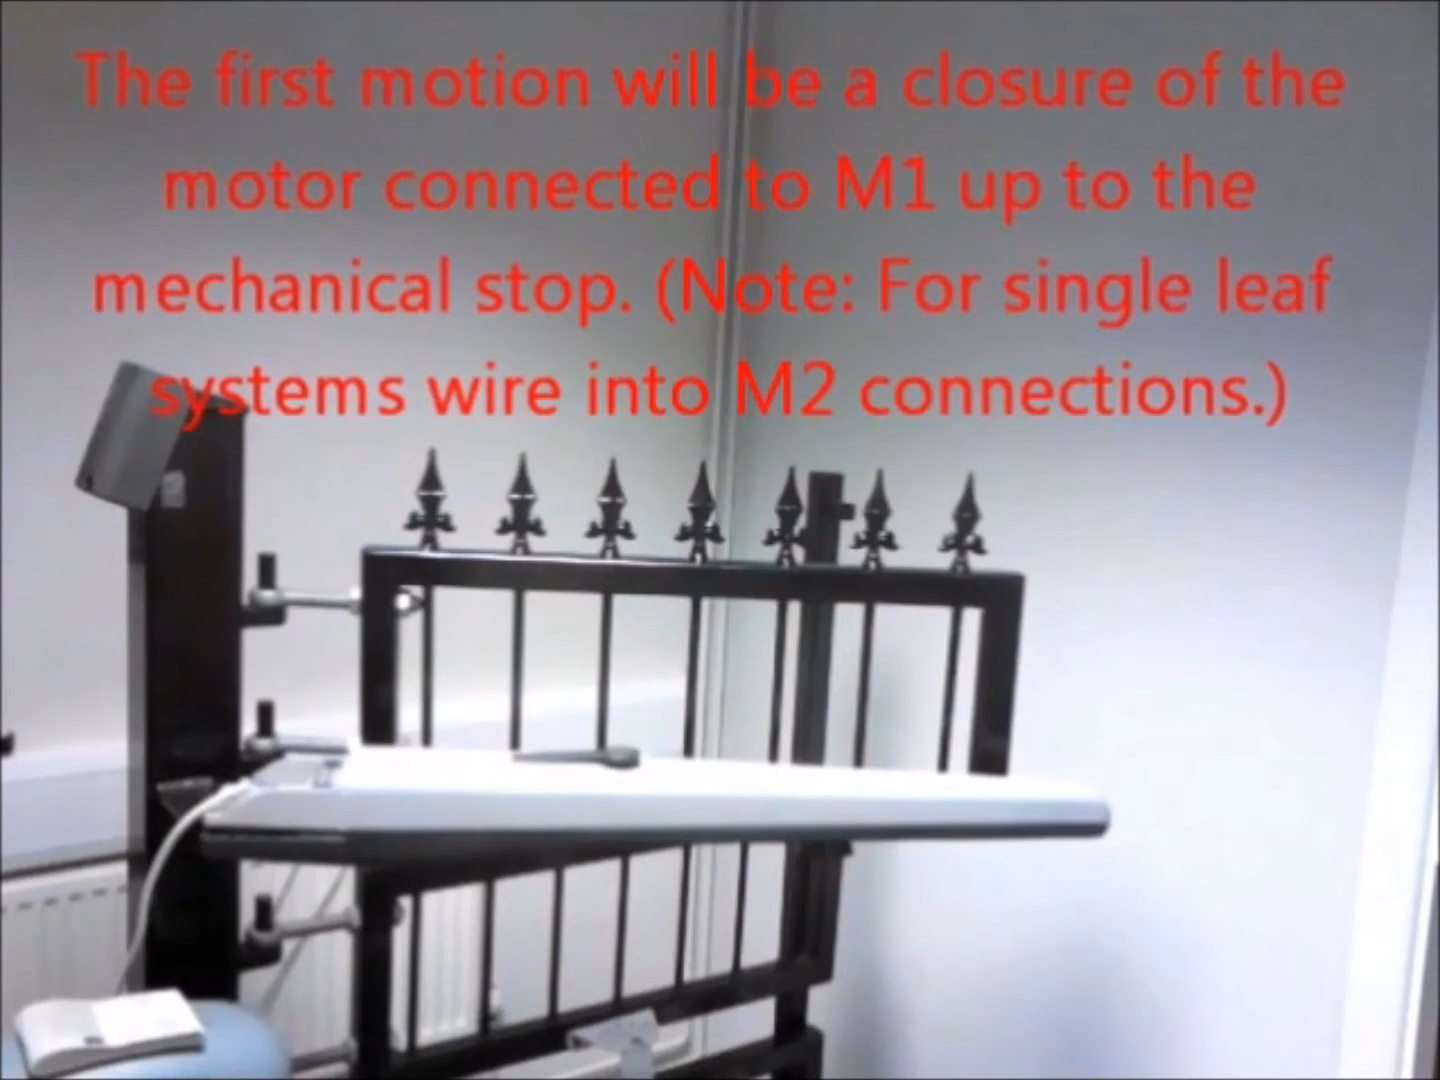 The first motion will be a closure of the
motor connected to M1 up to the
mechanical stop. (Note: For single leaf
systems wire into M2 connections.)